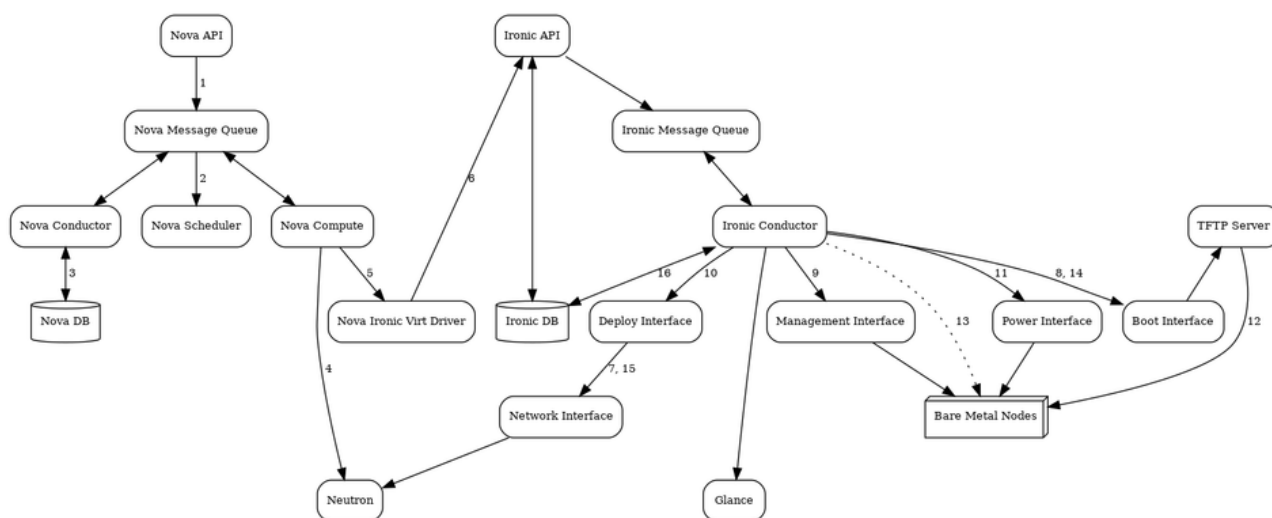 Nova API
Ironic API
1
Nova Message Queue
Ironic Message Queue
2
6
Nova Conductor
Nova Scheduler
Nova Compute
Ironic Conductor
TFTP Server
3
5
16
10
9
11
8, 14
Nova DB
Nova Ironic Virt Driver
Ironic DB
Deploy Interface
Management Interface
13
Power Interface
Boot Interface
12
4
7, 15
Network Interface
Bare Metal Nodes
Neutron
Glance